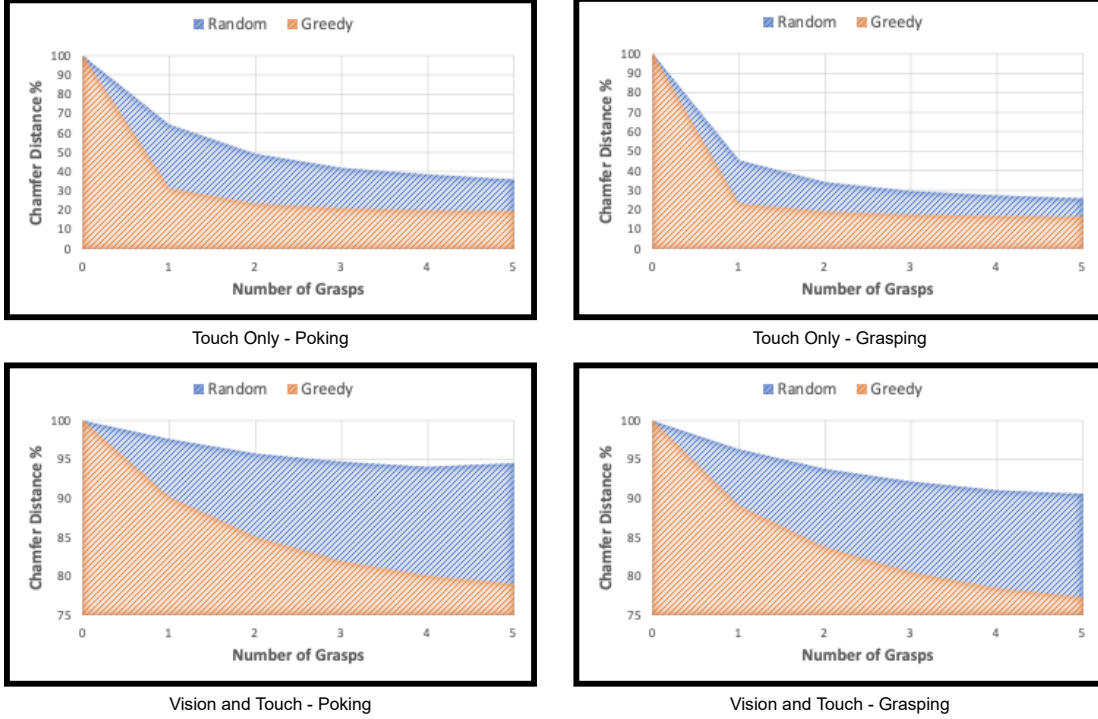 Random Greedy
100
90
80
70
60
50
40
30
20
10
0
Chamfer Distance %
0 1 2 3 4 5
Number of Grasps
Touch Only - Poking
Random Greedy
100
90
80
70
60
50
40
30
20
10
0
Chamfer Distance %
0 1 2 3 4 5
Number of Grasps
Touch Only - Grasping
Random Greedy
100
95
90
85
80
75
Chamfer Distance %
0 1 2 3 4 5
Number of Grasps
Vision and Touch - Poking
Random Greedy
100
95
90
85
80
75
Chamfer Distance %
0 1 2 3 4 5
Number of Grasps
Vision and Touch - Grasping